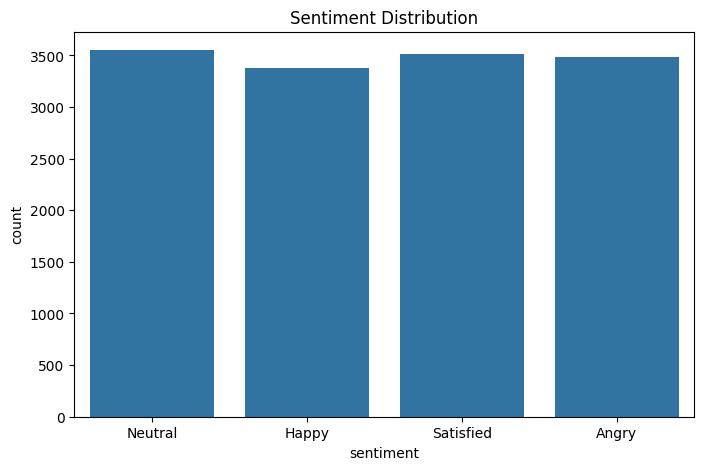 Sentiment Distribution
3500
3000
2500
2000
1500
1000
500
0
count
Neutral Happy Satisfied Angry
sentiment